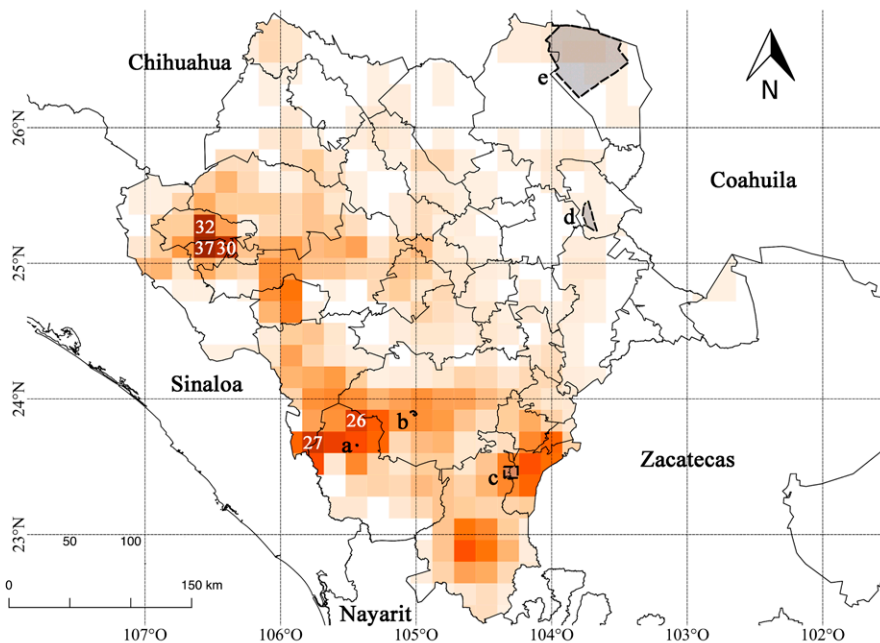 Chihuahua
e
N
26°N
Coahuila
32
d
37 30
25°N
Sinaloa
24°N
26
b
27
a
Zacatecas
c
50 100
23°N
0 150 km
Nayarit
107°O 106°O 105°O 104°O 103°O 102°O